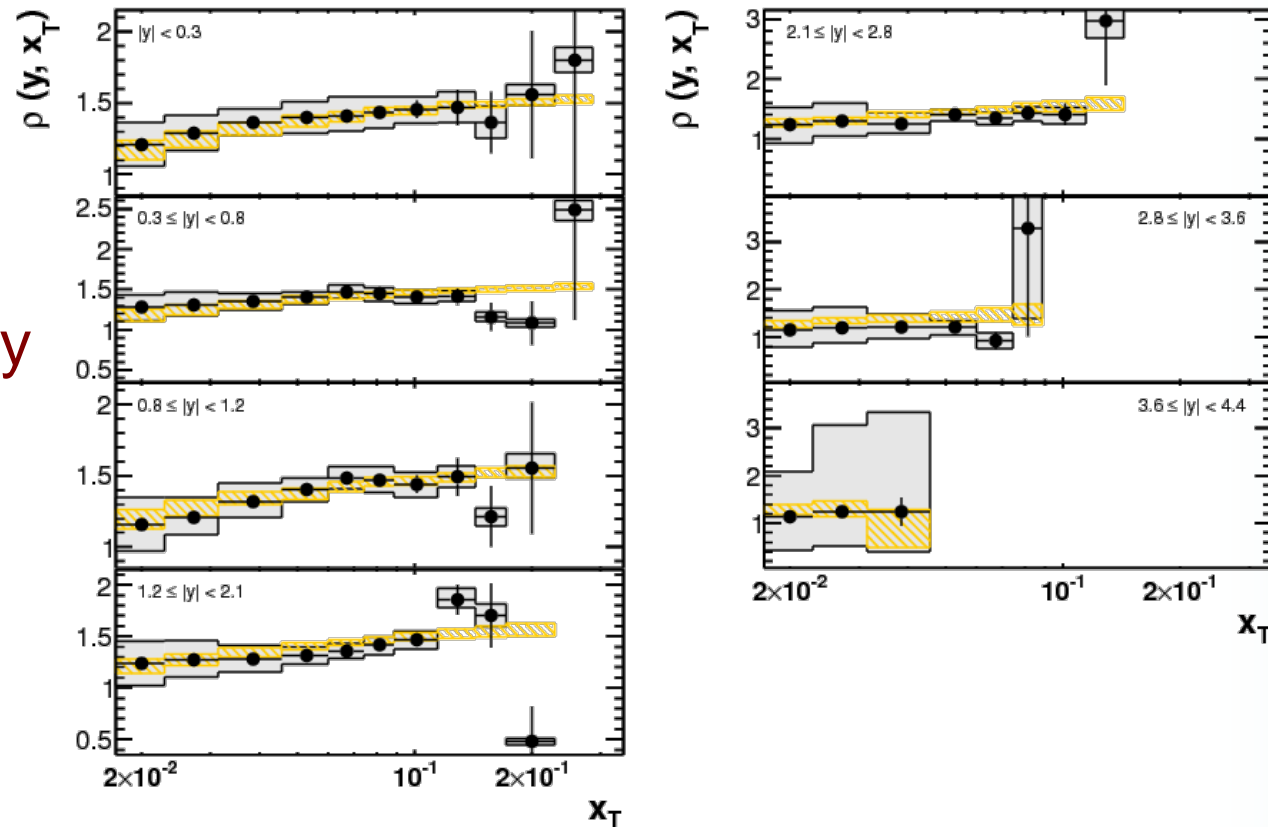 ρ (y, x_T)
|y| < 0.3
2
1.5
1
0.3 ≤ |y| < 0.8
2.5
2
1.5
1
0.5
y
0.8 ≤ |y| < 1.2
2
1.5
1
1.2 ≤ |y| < 2.1
2
1.5
1
0.5
2×10⁻² 10⁻¹ 2×10⁻¹
x_T
ρ (y, x_T)
2.1 ≤ |y| < 2.8
3
2
1
2.8 ≤ |y| < 3.6
3
2
1
3.6 ≤ |y| < 4.4
3
2
1
2×10⁻² 10⁻¹ 2×10⁻¹
x_T